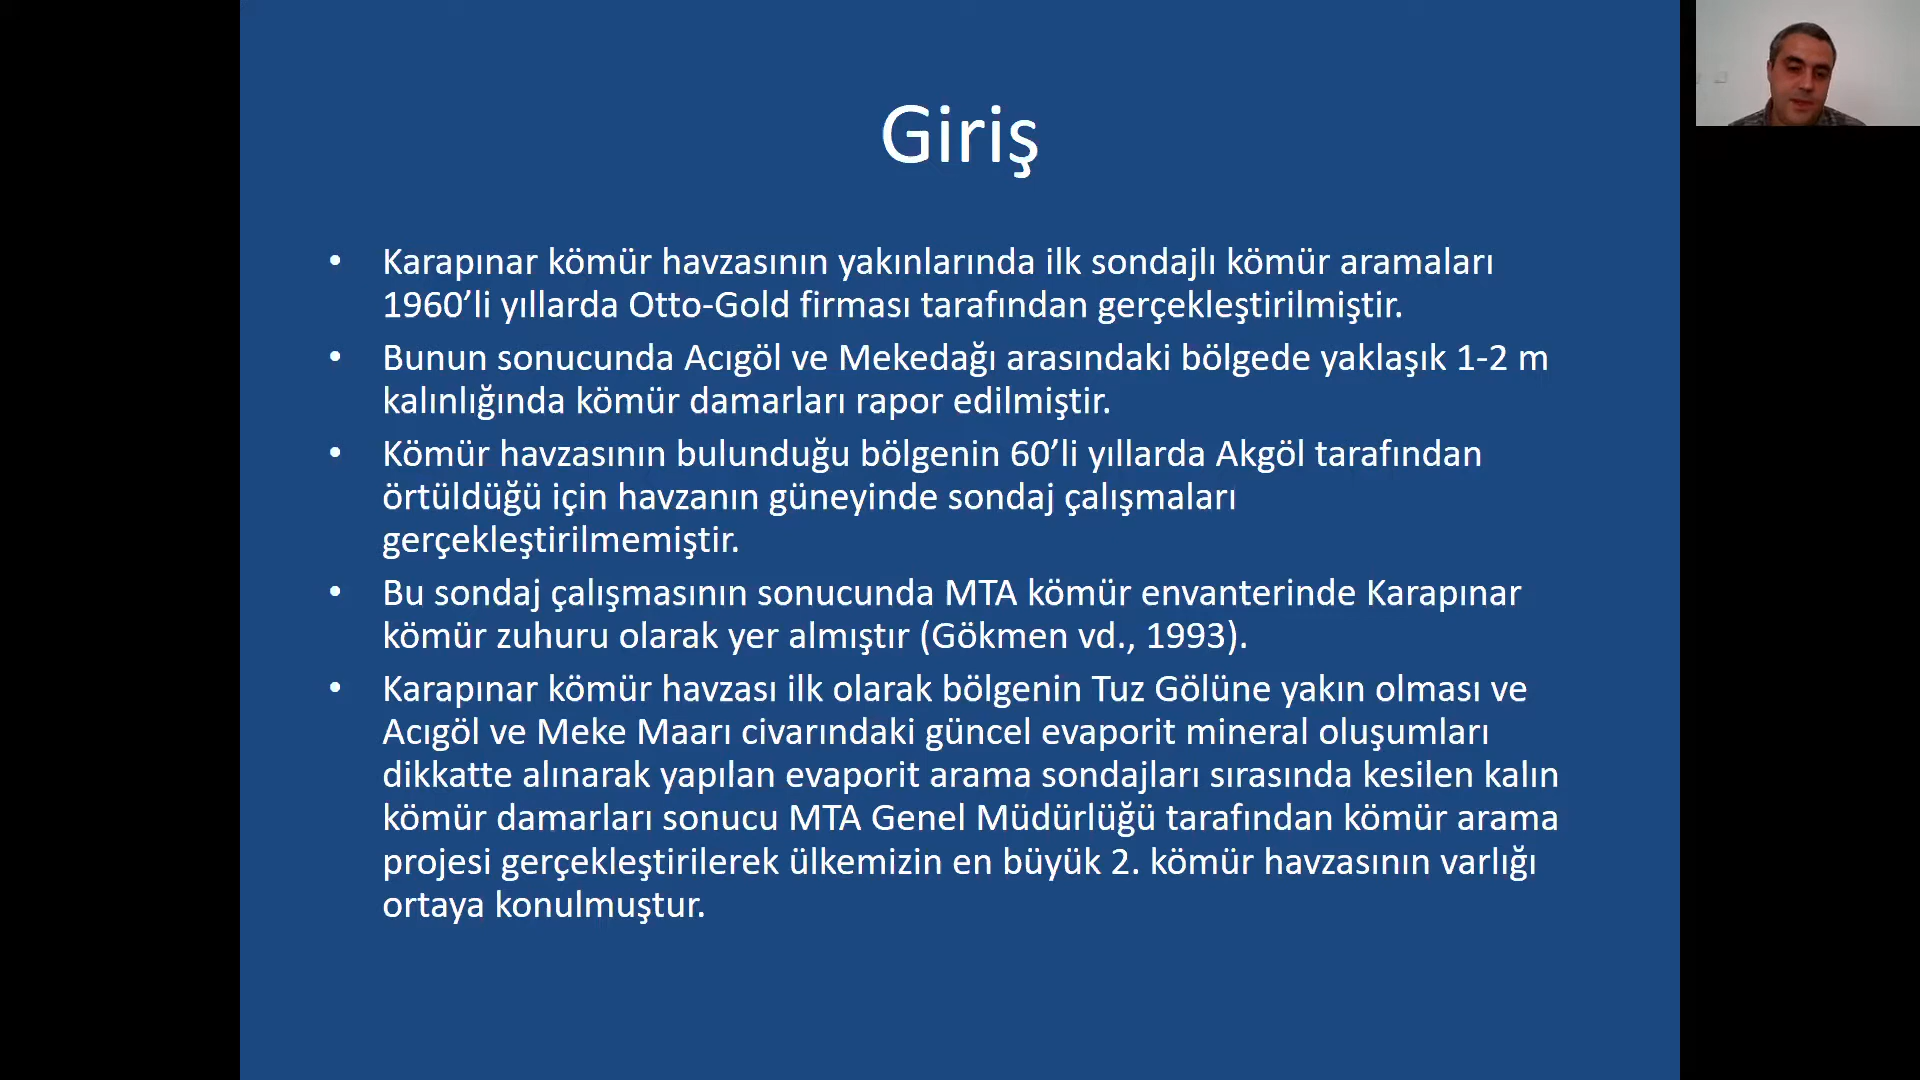 Giriş
• Karapınar kömür havzasının yakınlarında ilk sondajlı kömür aramaları
1960’li yıllarda Otto-Gold firması tarafından gerçekleştirilmiştir.
• Bunun sonucunda Acıgöl ve Mekedağı arasındaki bölgede yaklaşık 1-2 m
kalınlığında kömür damarları rapor edilmiştir.
• Kömür havzasının bulunduğu bölgenin 60’li yıllarda Akgöl tarafından
örtüldüğü için havzanın güneyinde sondaj çalışmaları
gerçekleştirilmemiştir.
• Bu sondaj çalışmasının sonucunda MTA kömür envanterinde Karapınar
kömür zuhuru olarak yer almıştır (Gökmen vd., 1993).
• Karapınar kömür havzası ilk olarak bölgenin Tuz Gölüne yakın olması ve
Acıgöl ve Meke Maarı civarındaki güncel evaporit mineral oluşumları
dikkatte alınarak yapılan evaporit arama sondajları sırasında kesilen kalın
kömür damarları sonucu MTA Genel Müdürlüğü tarafından kömür arama
projesi gerçekleştirilerek ülkemizin en büyük 2. kömür havzasının varlığı
ortaya konulmuştur.